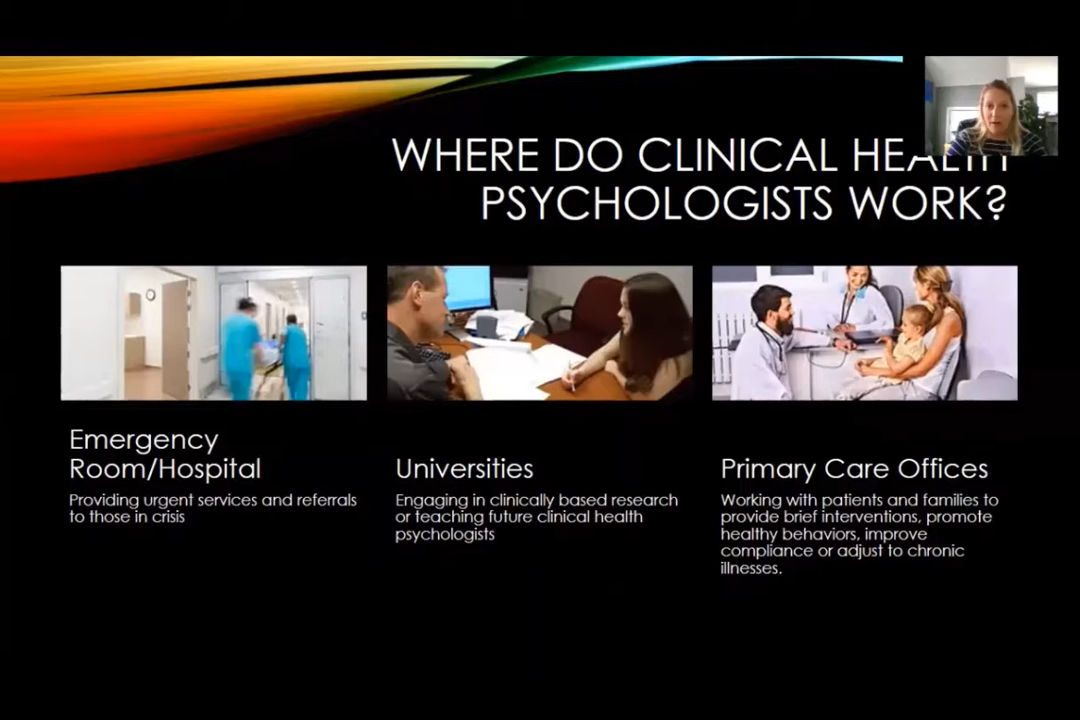 WHERE DO CLINICAL HEALTH
PSYCHOLOGISTS WORK?
Emergency
Room/Hospital
Providing urgent services and referrals
to those in crisis
Universities
Engaging in clinically based research
or teaching future clinical health
psychologists
Primary Care Offices
Working with patients and families to
provide brief interventions, promote
healthy behaviors, improve
compliance or adjust to chronic
illnesses.